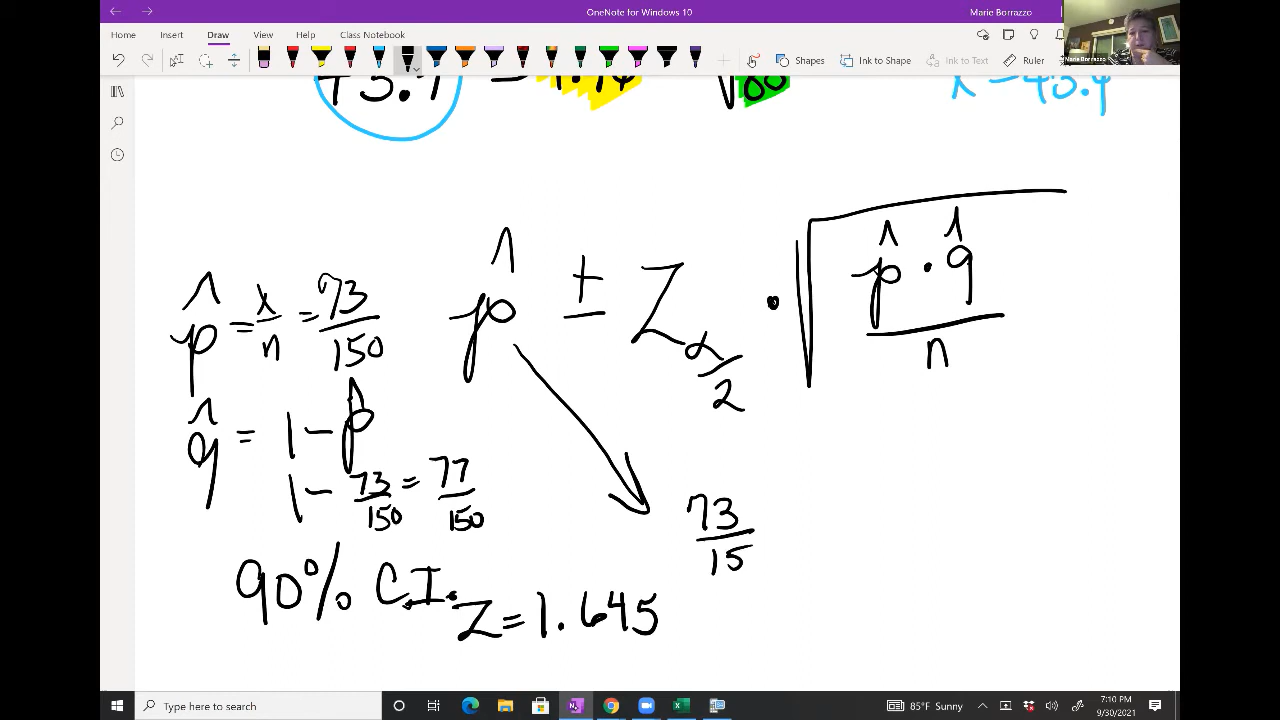 OneNote for Windows 10
Marie Borrazzo
Home Insert Draw View Help Class Notebook
Shapes Ink to Shape Ink to Text Ruler
Marie Borrazzo
p̂ = x/n = 73/150
p̂ ± Z α/2 · √(p̂ · q̂ / n)
q̂ = 1 - p̂
1 - 73/150 = 77/150
73/15
90% C.I.
Z = 1.645
Type here to search
85°F Sunny
7:10 PM
9/30/2021